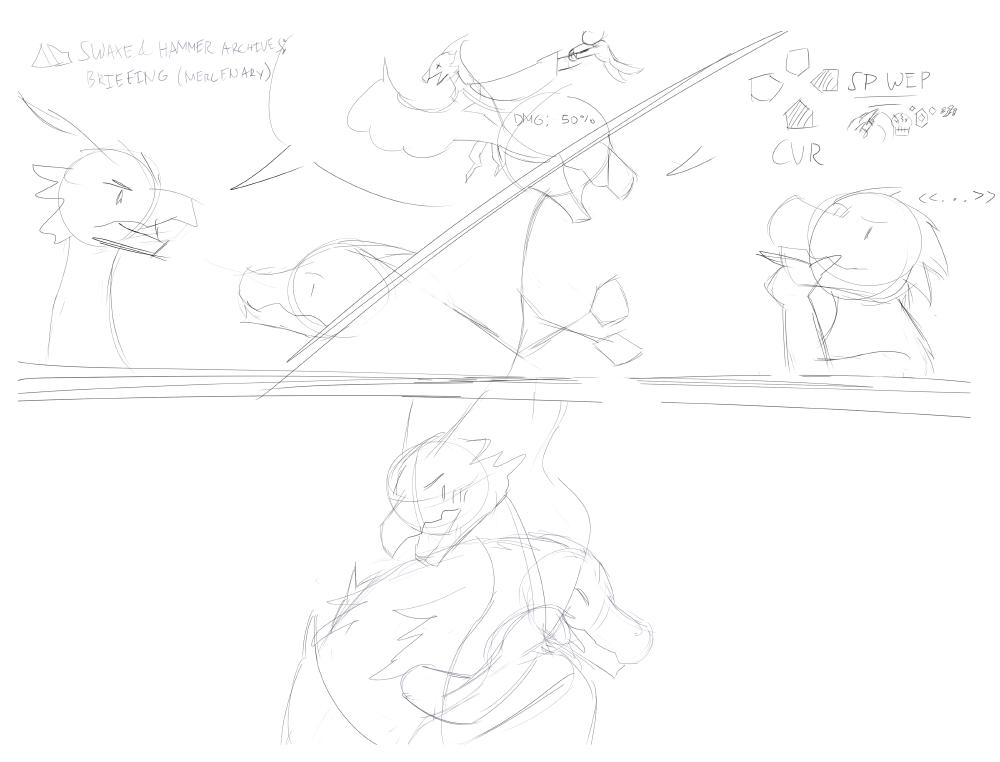 SWAXE & HAMMER ARCHIVES
BRIEFING (MERCENARY)
DMG: 50%
SP WEP
CUR
<<...>>